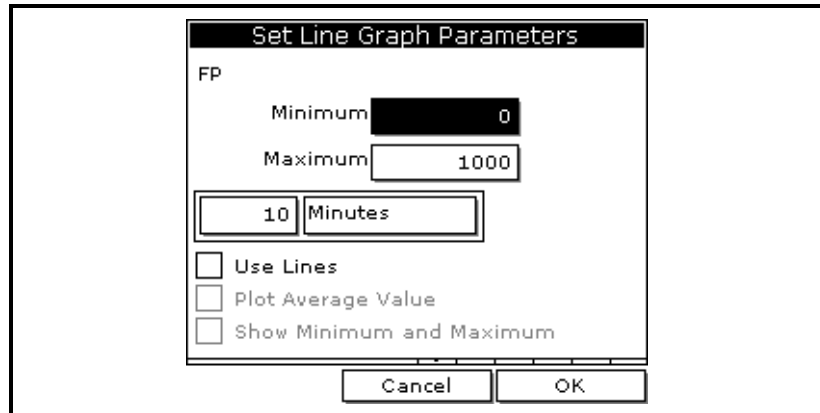 Set Line Graph Parameters
FP
Minimum 0
Maximum 1000
10 Minutes
Use Lines
Plot Average Value
Show Minimum and Maximum
Cancel OK